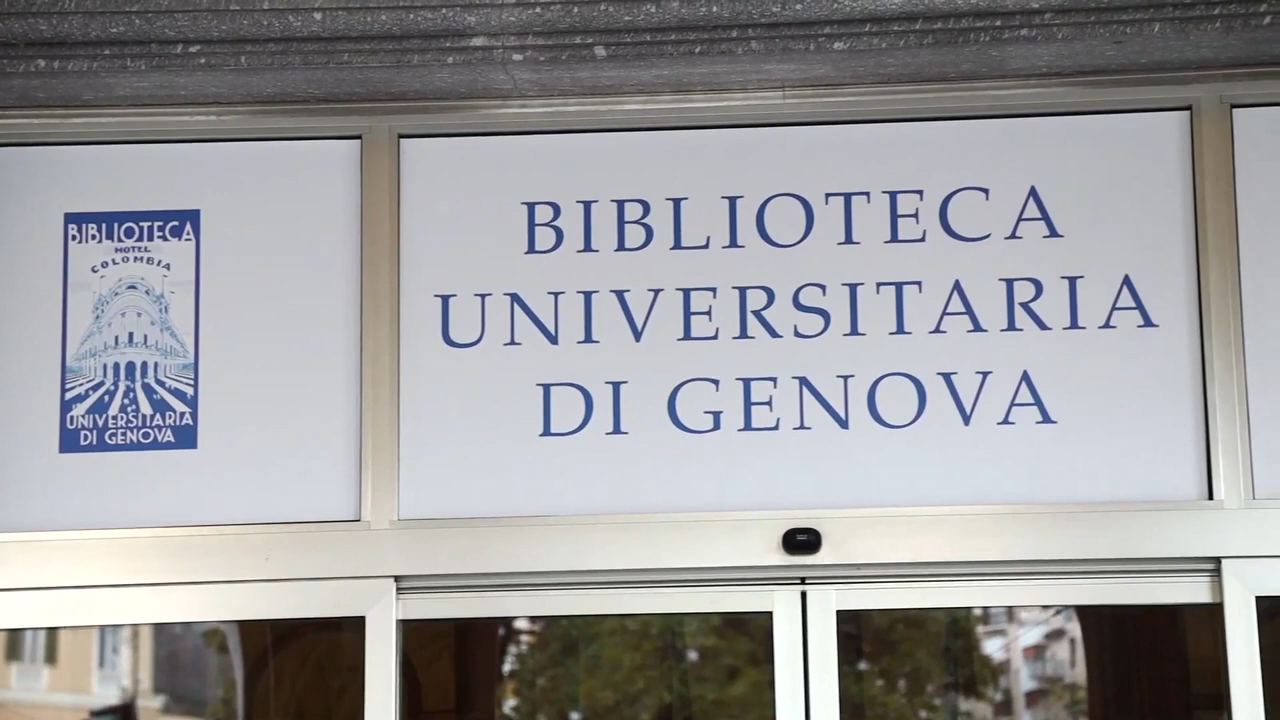 BIBLIOTECA
HOTEL
COLOMBIA
UNIVERSITARIA
DI GENOVA
BIBLIOTECA
UNIVERSITARIA
DI GENOVA